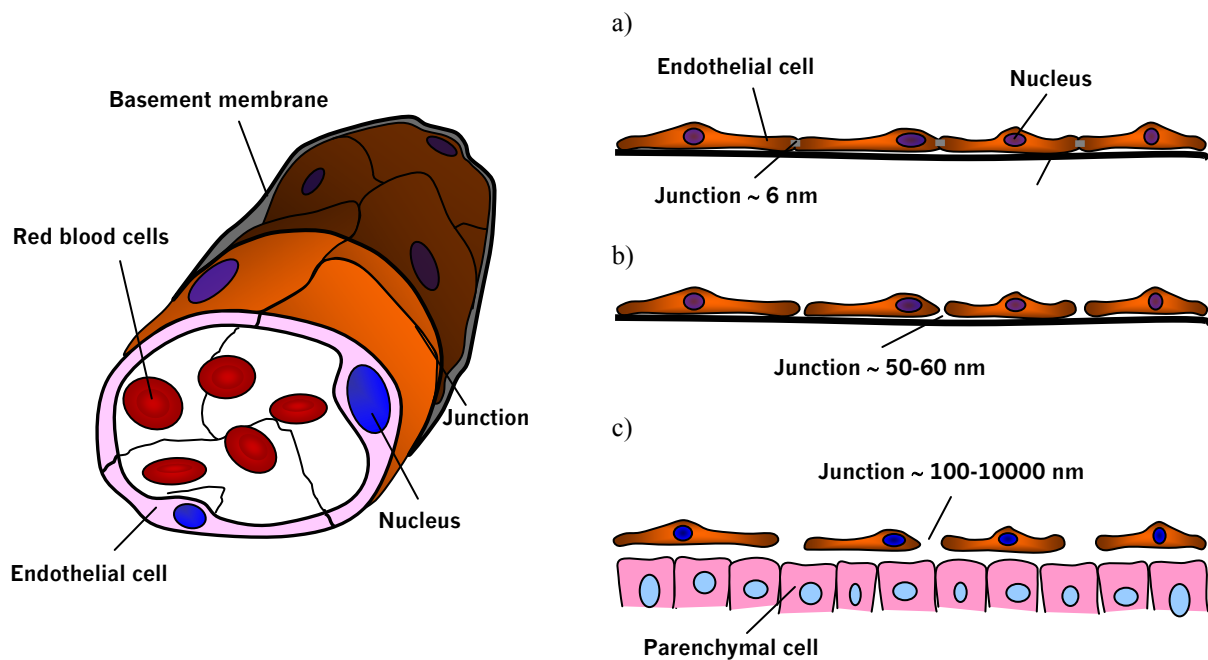 Basement membrane
Red blood cells
Junction
Nucleus
Endothelial cell
a)
Endothelial cell
Nucleus
Junction ~ 6 nm
b)
Junction ~ 50-60 nm
c)
Junction ~ 100-10000 nm
Parenchymal cell